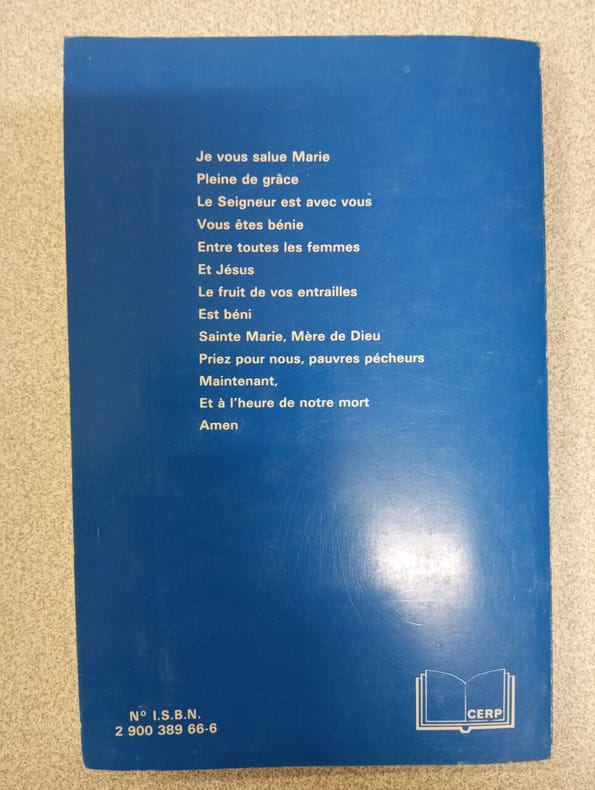 Je vous salue Marie
Pleine de grâce
Le Seigneur est avec vous
Vous êtes bénie
Entre toutes les femmes
Et Jésus
Le fruit de vos entrailles
Est béni
Sainte Marie, Mère de Dieu
Priez pour nous, pauvres pécheurs
Maintenant,
Et à l'heure de notre mort
Amen
Nº I.S.B.N.
2 900 389 66-6
CERP